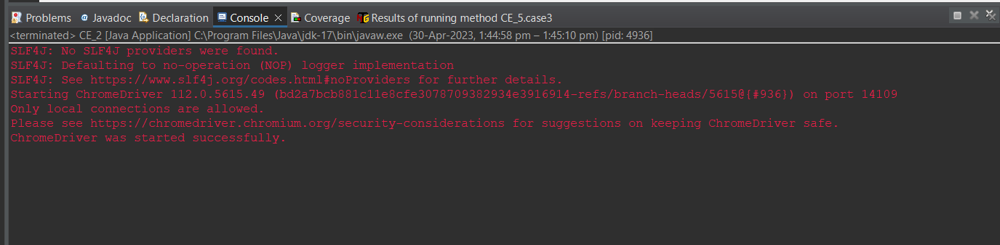 Problems Javadoc Declaration Console Coverage Results of running method CE_5.case3
<terminated> CE_2 [Java Application] C:\Program Files\Java\jdk-17\bin\javaw.exe (30-Apr-2023, 1:44:58 pm – 1:45:10 pm) [pid: 4936]
SLF4J: No SLF4J providers were found.
SLF4J: Defaulting to no-operation (NOP) logger implementation
SLF4J: See https://www.slf4j.org/codes.html#noProviders for further details.
Starting ChromeDriver 112.0.5615.49 (bd2a7bcb881c11e8cfe3078709382934e3916914-refs/branch-heads/5615@{#936}) on port 14109
Only local connections are allowed.
Please see https://chromedriver.chromium.org/security-considerations for suggestions on keeping ChromeDriver safe.
ChromeDriver was started successfully.